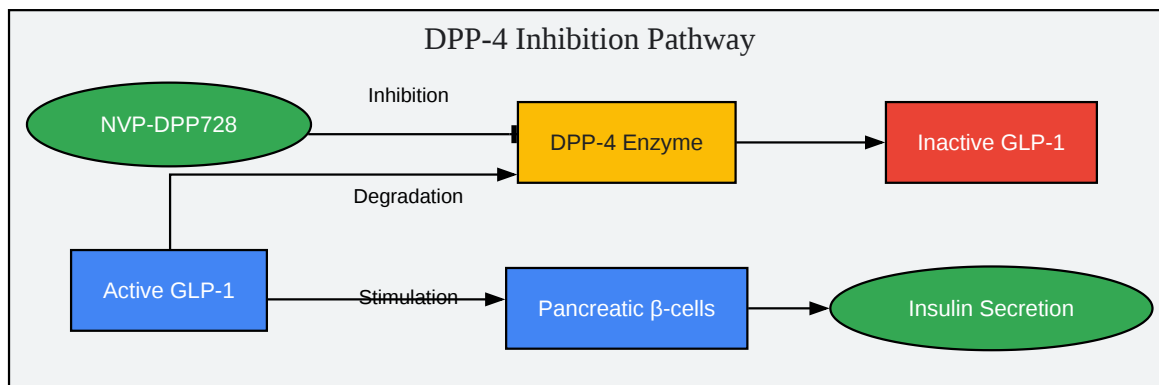 DPP-4 Inhibition Pathway
Inhibition
NVP-DPP728
DPP-4 Enzyme
Inactive GLP-1
Degradation
Active GLP-1
Stimulation
Pancreatic β-cells
Insulin Secretion